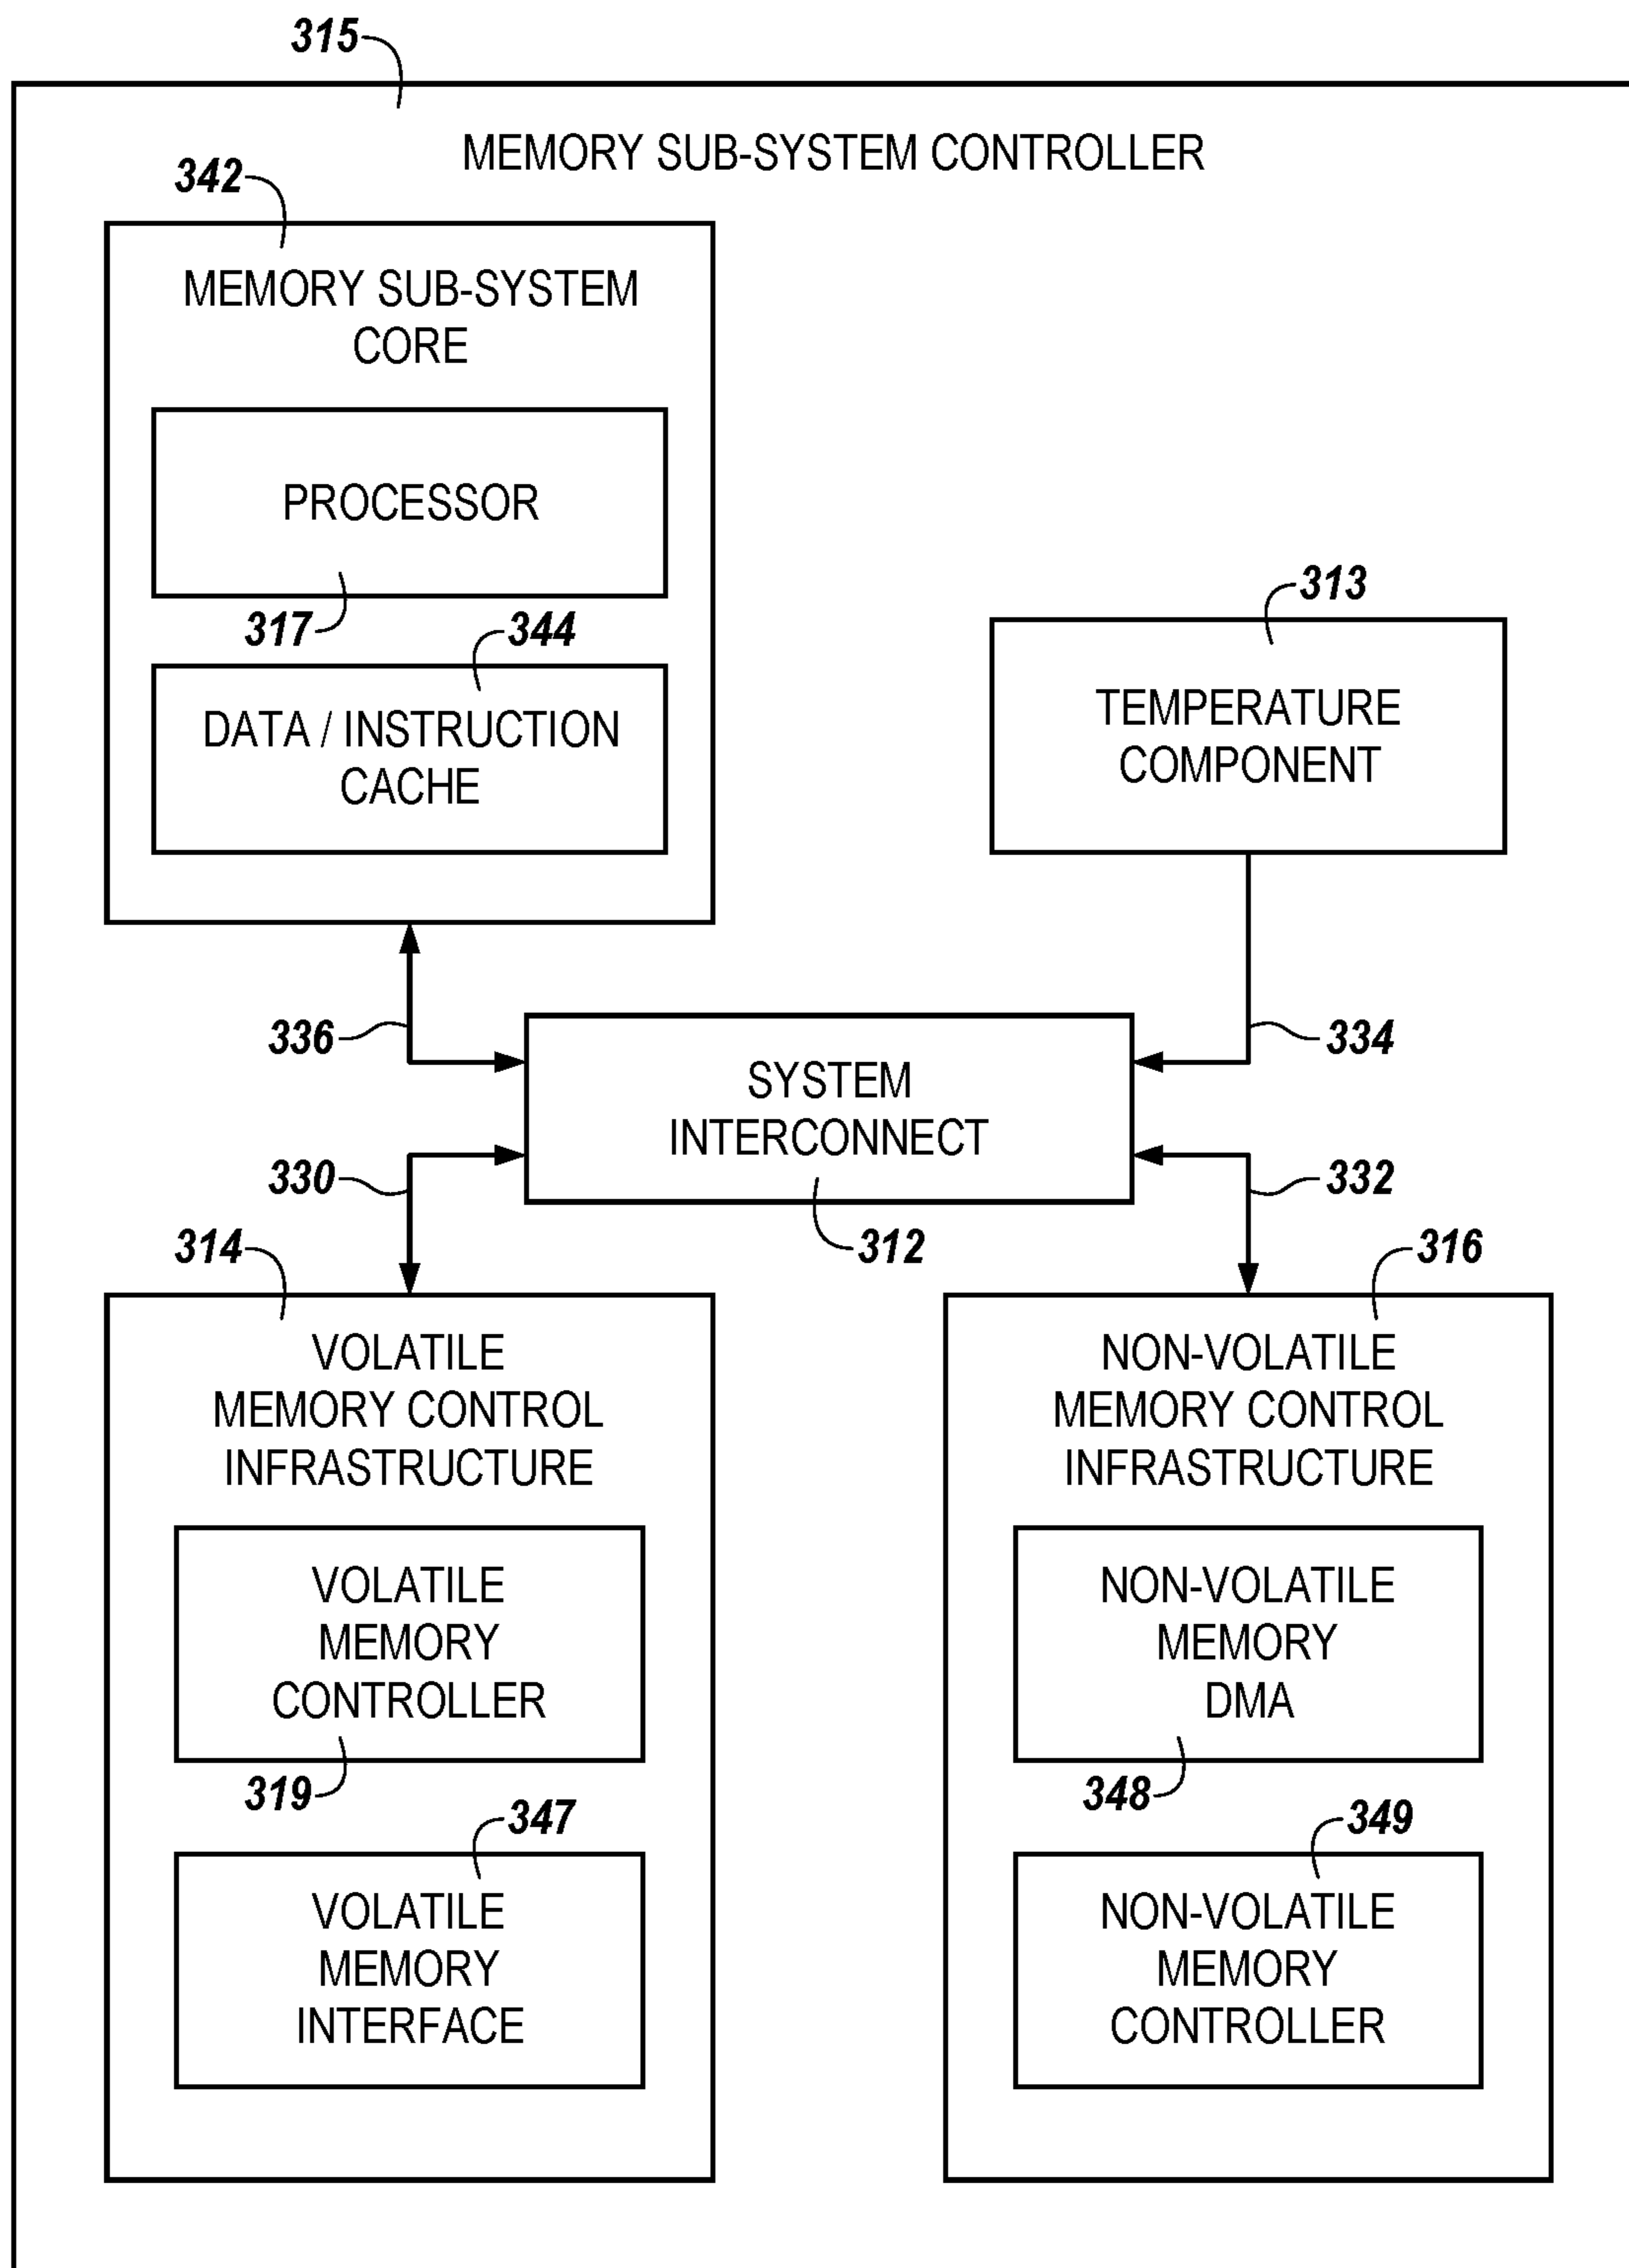 315
MEMORY SUB-SYSTEM CONTROLLER
342
MEMORY SUB-SYSTEM
CORE
PROCESSOR
317
344
DATA / INSTRUCTION
CACHE
313
TEMPERATURE
COMPONENT
336
334
SYSTEM
INTERCONNECT
330
332
312
314
VOLATILE
MEMORY CONTROL
INFRASTRUCTURE
VOLATILE
MEMORY
CONTROLLER
319
347
VOLATILE
MEMORY
INTERFACE
316
NON-VOLATILE
MEMORY CONTROL
INFRASTRUCTURE
NON-VOLATILE
MEMORY
DMA
348
349
NON-VOLATILE
MEMORY
CONTROLLER